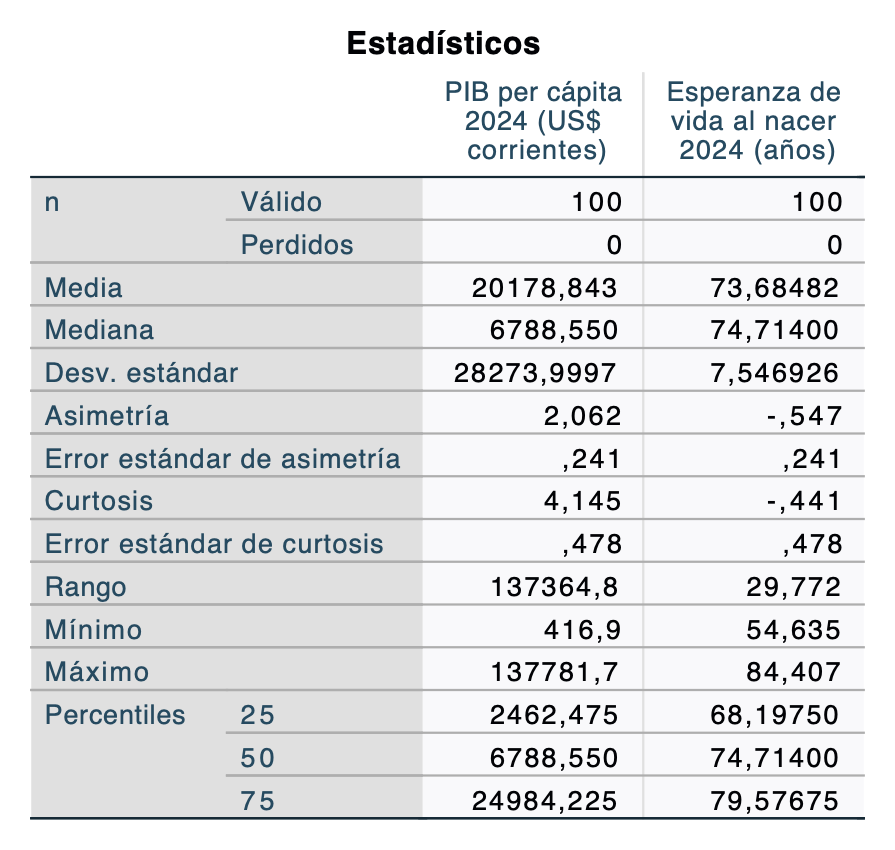 Estadísticos
PIB per cápita 2024 (US$ corrientes) Esperanza de vida al nacer 2024 (años)
n Válido 100 100
Perdidos 0 0
Media 20178,843 73,68482
Mediana 6788,550 74,71400
Desv. estándar 28273,9997 7,546926
Asimetría 2,062 -,547
Error estándar de asimetría ,241 ,241
Curtosis 4,145 -,441
Error estándar de curtosis ,478 ,478
Rango 137364,8 29,772
Mínimo 416,9 54,635
Máximo 137781,7 84,407
Percentiles 25 2462,475 68,19750
50 6788,550 74,71400
75 24984,225 79,57675